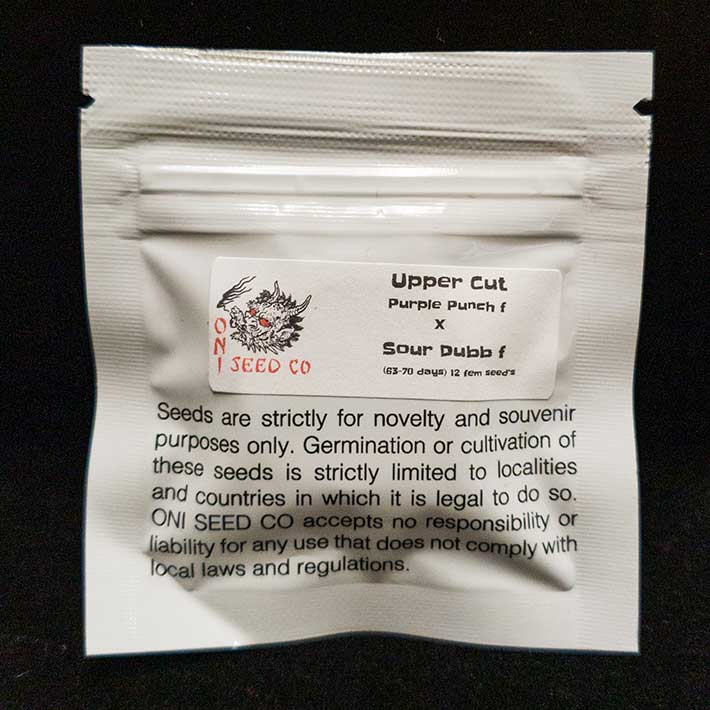 ONI SEED CO
Upper Cut
Purple Punch f
X
Sour Dubb f
(63-70 days) 12 fem seed's
Seeds are strictly for novelty and souvenir
purposes only. Germination or cultivation of
these seeds is strictly limited to localities
and countries in which it is legal to do so.
ONI SEED CO accepts no responsibility or
liability for any use that does not comply with
local laws and regulations.